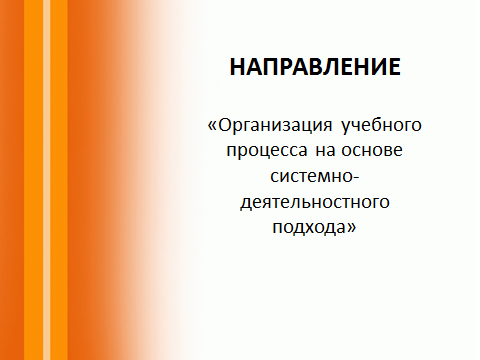 НАПРАВЛЕНИЕ
«Организация учебного
процесса на основе
системно-
деятельностного
подхода»